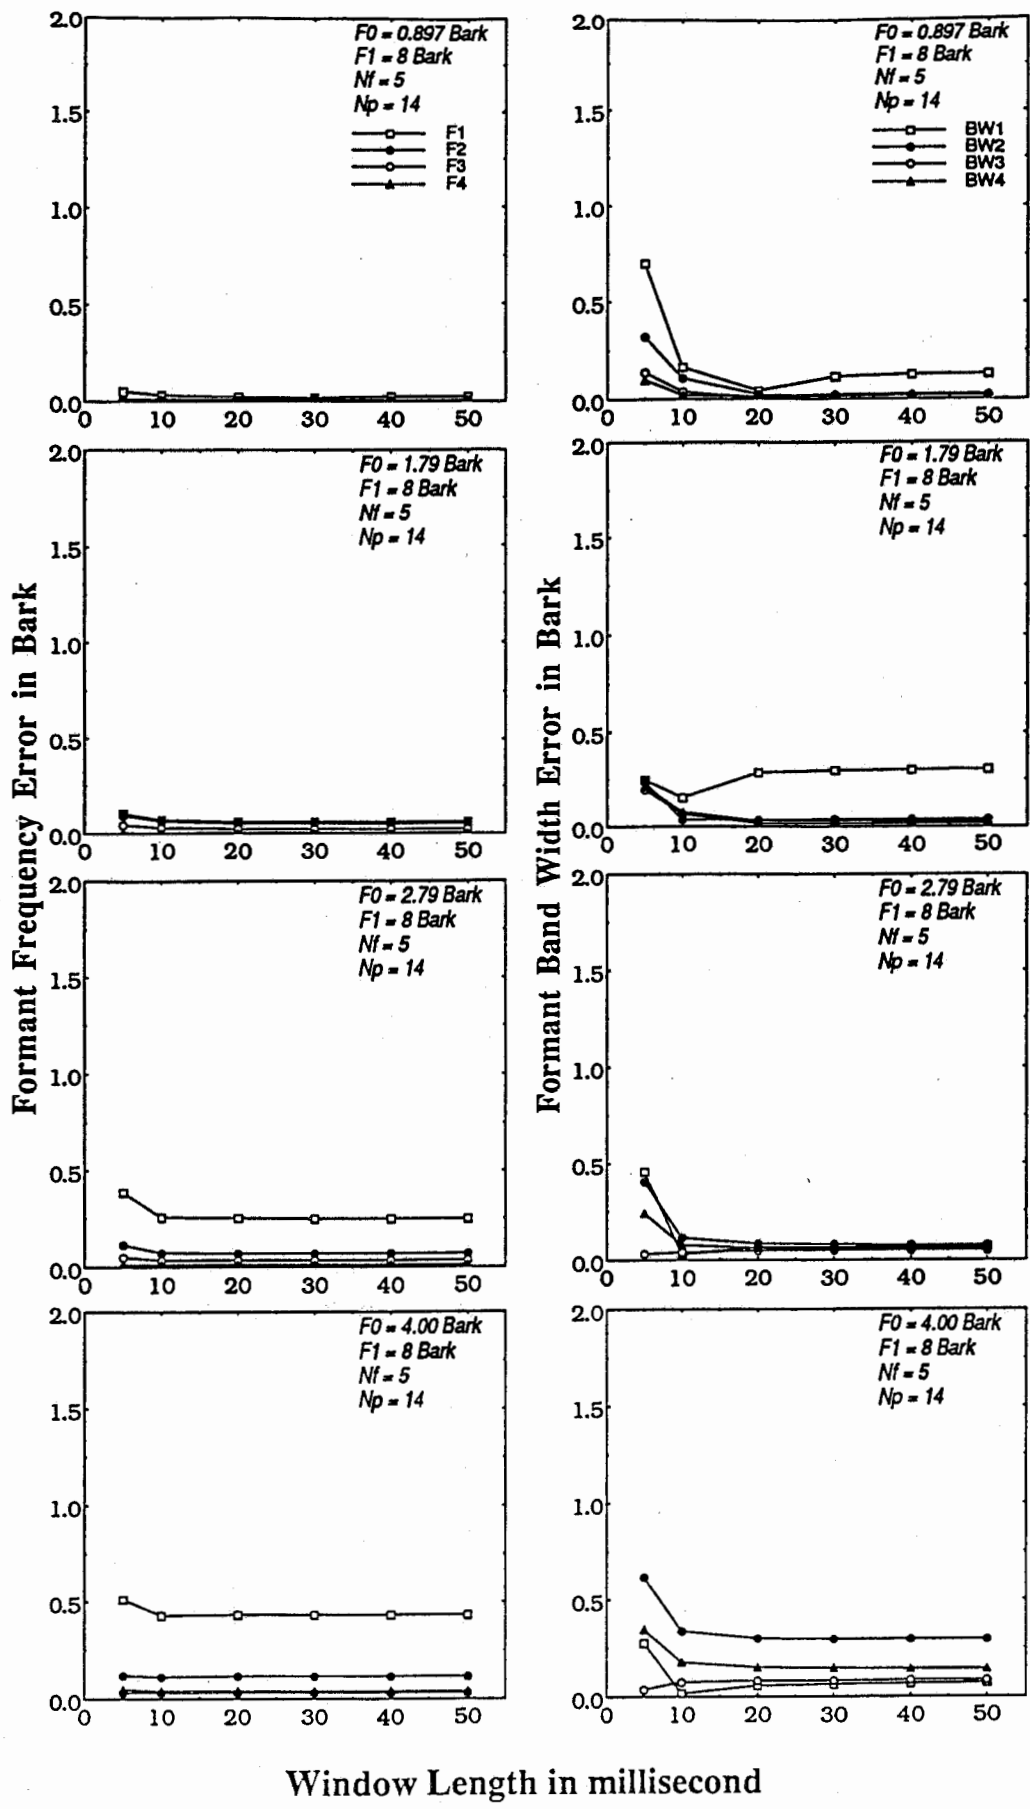 2.0
1.5
1.0
0.5
0.0
0 10 20 30 40 50
F0 = 0.897 Bark
F1 = 8 Bark
Nf = 5
Np = 14
F1
F2
F3
F4
2.0
1.5
1.0
0.5
0.0
0 10 20 30 40 50
F0 = 0.897 Bark
F1 = 8 Bark
Nf = 5
Np = 14
BW1
BW2
BW3
BW4
2.0
1.5
1.0
0.5
0.0
0 10 20 30 40 50
F0 = 1.79 Bark
F1 = 8 Bark
Nf = 5
Np = 14
2.0
1.5
1.0
0.5
0.0
0 10 20 30 40 50
F0 = 1.79 Bark
F1 = 8 Bark
Nf = 5
Np = 14
Formant Frequency Error in Bark
Formant Band Width Error in Bark
2.0
1.5
1.0
0.5
0.0
0 10 20 30 40 50
F0 = 2.79 Bark
F1 = 8 Bark
Nf = 5
Np = 14
2.0
1.5
1.0
0.5
0.0
0 10 20 30 40 50
F0 = 2.79 Bark
F1 = 8 Bark
Nf = 5
Np = 14
2.0
1.5
1.0
0.5
0.0
0 10 20 30 40 50
F0 = 4.00 Bark
F1 = 8 Bark
Nf = 5
Np = 14
2.0
1.5
1.0
0.5
0.0
0 10 20 30 40 50
F0 = 4.00 Bark
F1 = 8 Bark
Nf = 5
Np = 14
Window Length in millisecond